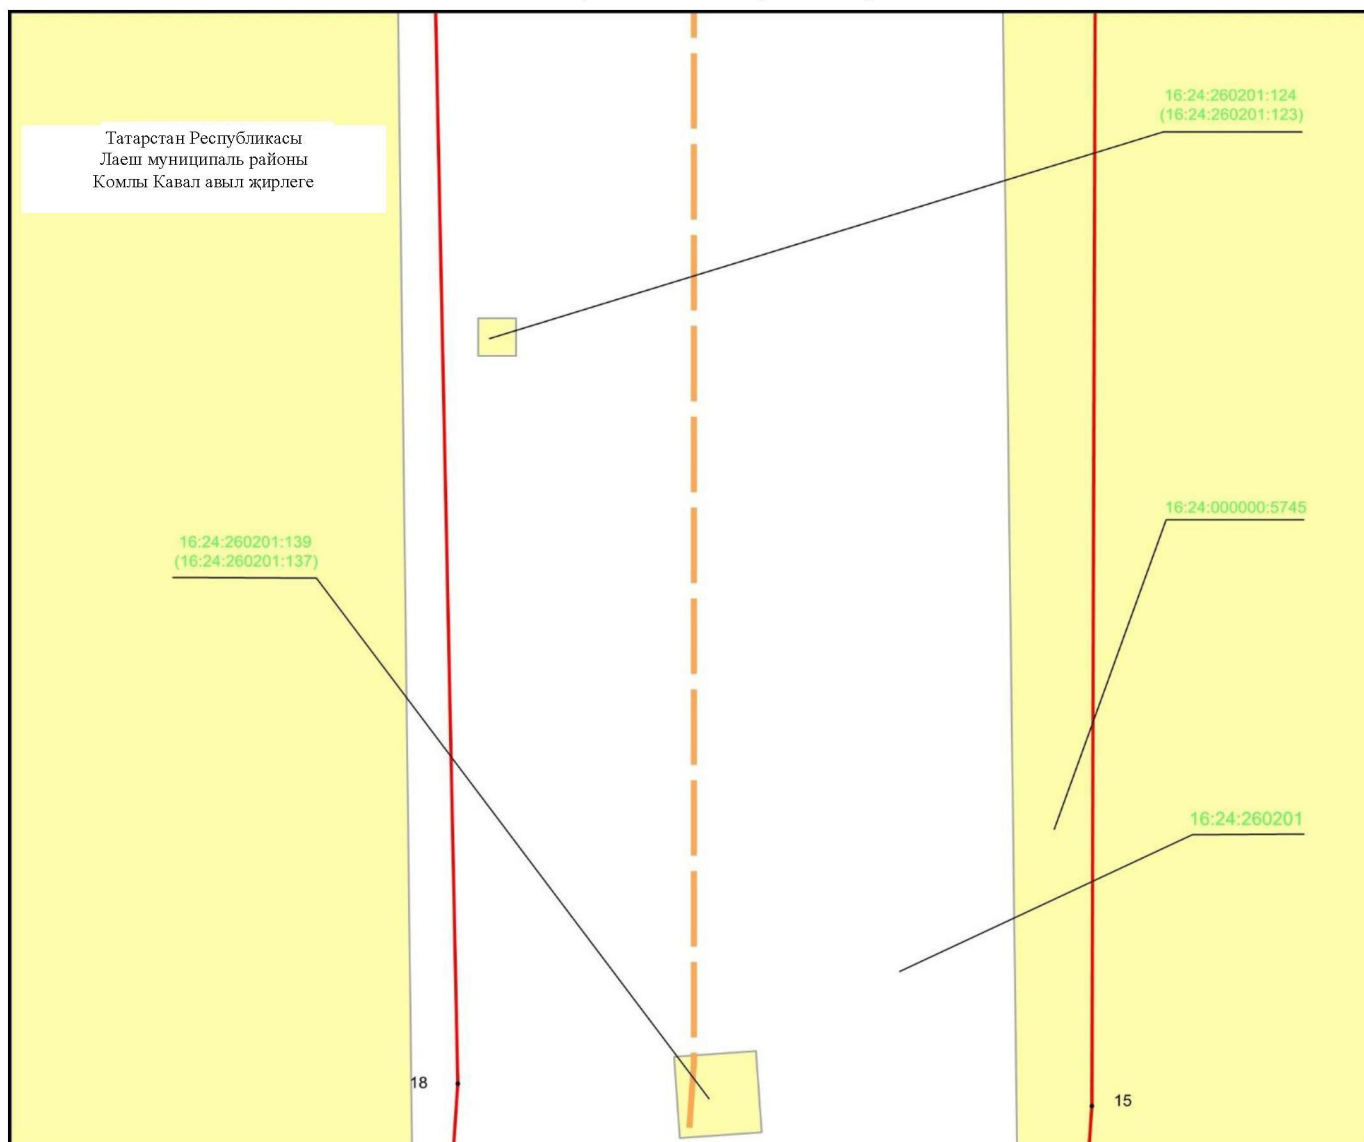 16:24:260201:124
(16:24:260201:123)
Татарстан Республикасы
Лаеш муниципаль районы
Комлы Кавал авыл җирлеге
16:24:000000:5745
16:24:260201:139
(16:24:260201:137)
16:24:260201
18
15